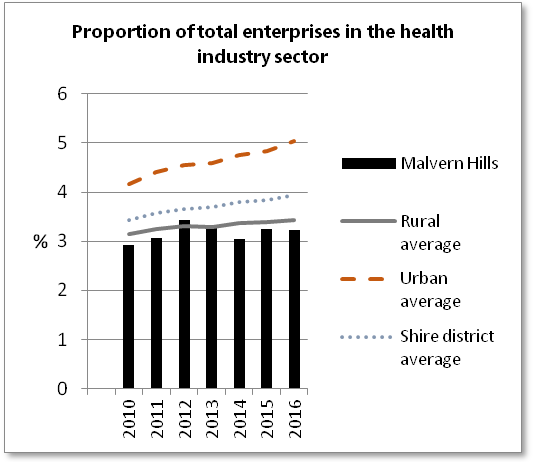 Proportion of total enterprises in the health
industry sector
6
5
4
3
2
1
0
%
2010
2011
2012
2013
2014
2015
2016
Malvern Hills
Rural
average
Urban
average
Shire district
average